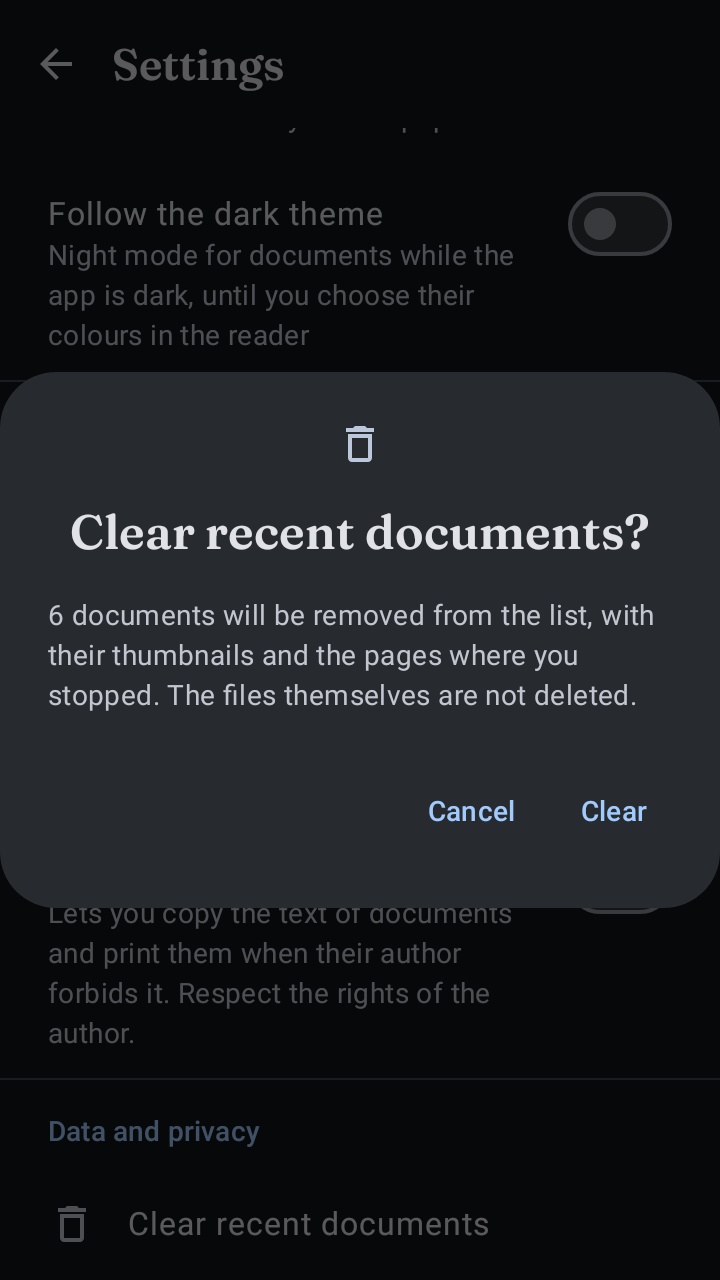 Settings
Follow the dark theme
Night mode for documents while the
app is dark, until you choose their
colours in the reader
Clear recent documents?
6 documents will be removed from the list, with
their thumbnails and the pages where you
stopped. The files themselves are not deleted.
Cancel
Clear
Lets you copy the text of documents
and print them when their author
forbids it. Respect the rights of the
author.
Data and privacy
Clear recent documents